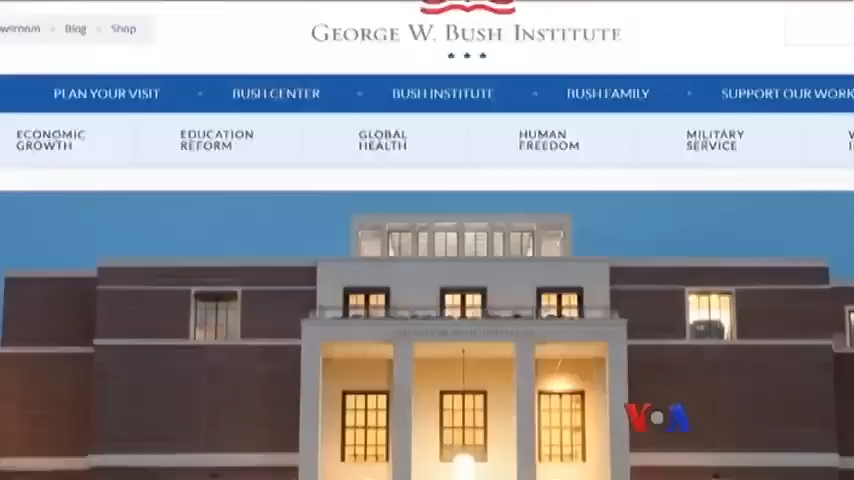 wsroom Blog Shop
GEORGE W. BUSH INSTITUTE
PLAN YOUR VISIT BUSH CENTER BUSH INSTITUTE BUSH FAMILY SUPPORT OUR WORK
ECONOMIC GROWTH EDUCATION REFORM GLOBAL HEALTH HUMAN FREEDOM MILITARY SERVICE
VOA